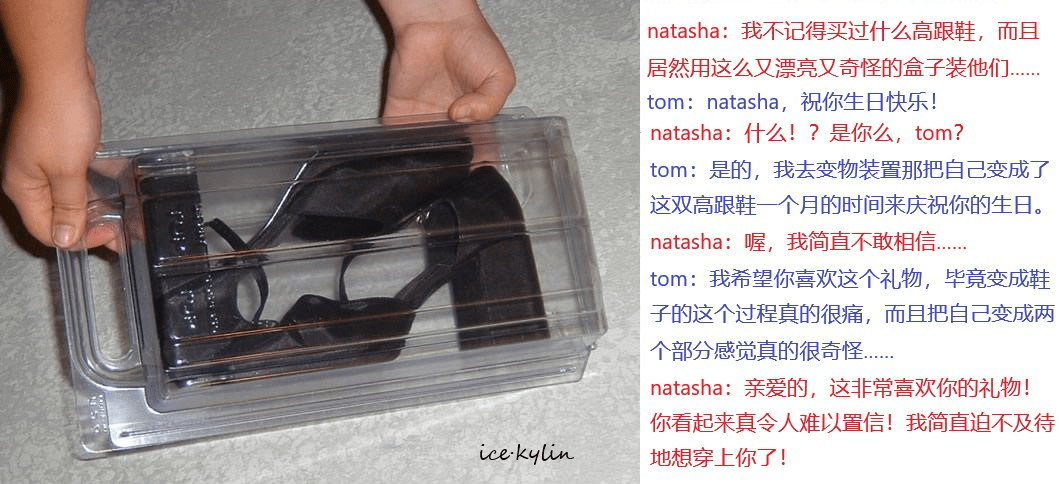 natasha：我不记得买过什么高跟鞋，而且
居然用这么又漂亮又奇怪的盒子装他们……
tom：natasha，祝你生日快乐！
natasha：什么！？是你么，tom？
tom：是的，我去变物装置那把自己变成了
这双高跟鞋一个月的时间来庆祝你的生日。
natasha：喔，我简直不敢相信……
tom：我希望你喜欢这个礼物，毕竟变成鞋
子的这个过程真的很痛，而且把自己变成两
个部分感觉真的很奇怪……
natasha：亲爱的，这非常喜欢你的礼物！
你看起来真令人难以置信！我简直迫不及待
地想穿上你了！
ice·kylin